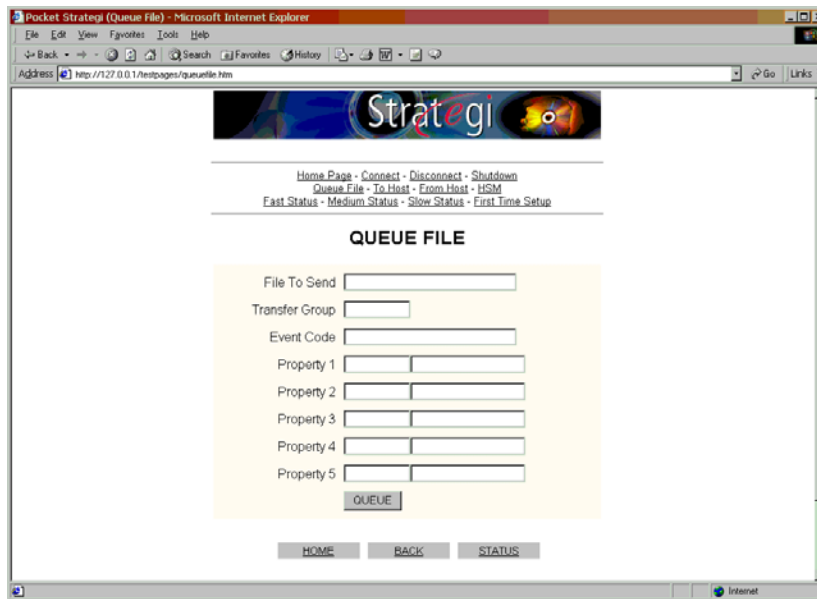 Pocket Strategi (Queue File) - Microsoft Internet Explorer
File Edit View Favorites Tools Help
Back Search Favorites History
Address http://127.0.0.1/testpages/queuefile.htm Go Links
Strategi
Home Page - Connect - Disconnect - Shutdown
Queue File - To Host - From Host - HSM
Fast Status - Medium Status - Slow Status - First Time Setup
QUEUE FILE
File To Send
Transfer Group
Event Code
Property 1
Property 2
Property 3
Property 4
Property 5
QUEUE
HOME BACK STATUS
Internet